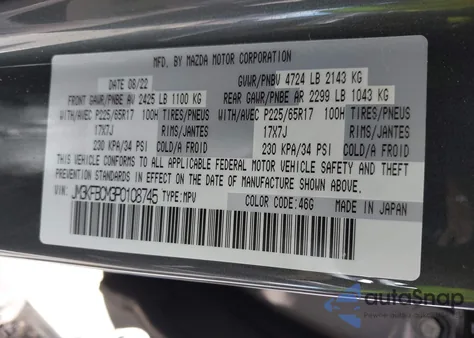 MFD. BY MAZDA MOTOR CORPORATION
DATE 08/22 GVWR/PNBV 4724 LB 2143 KG
FRONT GAWR/PNBE AV 2425 LB 1100 KG REAR GAWR/PNBE AR 2299 LB 1043 KG
WITH/AVEC P225/65R17 100H TIRES/PNEUS WITH/AVEC P225/65R17 100H TIRES/PNEUS
17X7J RIMS/JANTES 17X7J RIMS/JANTES
230 KPA/34 PSI COLD/A FROID 230 KPA/34 PSI COLD/A FROID
THIS VEHICLE CONFORMS TO ALL APPLICABLE FEDERAL MOTOR VEHICLE SAFETY AND THEFT
PREVENTION STANDARDS IN EFFECT ON THE DATE OF MANUFACTURE SHOWN ABOVE.
VIN: TYPE:MPV COLOR CODE:46G MADE IN JAPAN
autoSnap